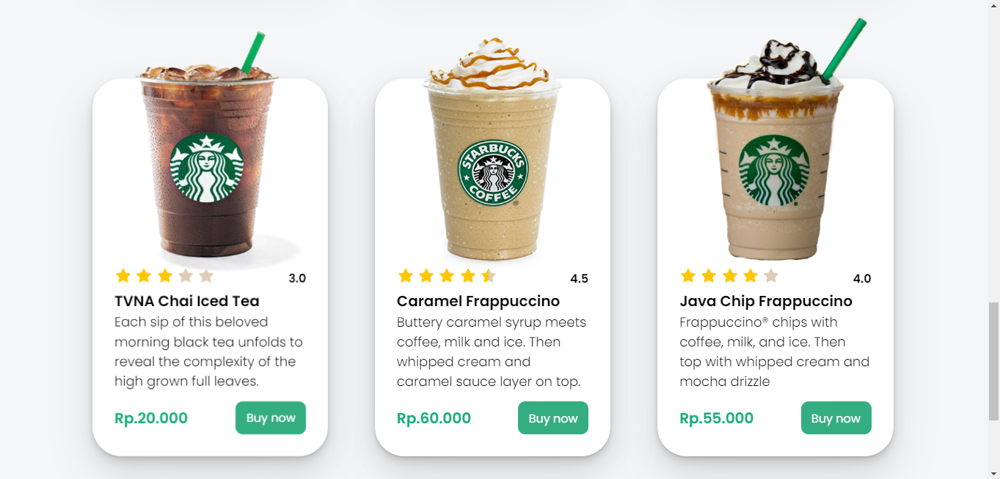 STARBUCKS
COFFEE
3.0
TVNA Chai Iced Tea
Each sip of this beloved
morning black tea unfolds to
reveal the complexity of the
high grown full leaves.
Rp.20.000
Buy now
4.5
Caramel Frappuccino
Buttery caramel syrup meets
coffee, milk and ice. Then
whipped cream and
caramel sauce layer on top.
Rp.60.000
Buy now
4.0
Java Chip Frappuccino
Frappuccino® chips with
coffee, milk, and ice. Then
top with whipped cream and
mocha drizzle
Rp.55.000
Buy now